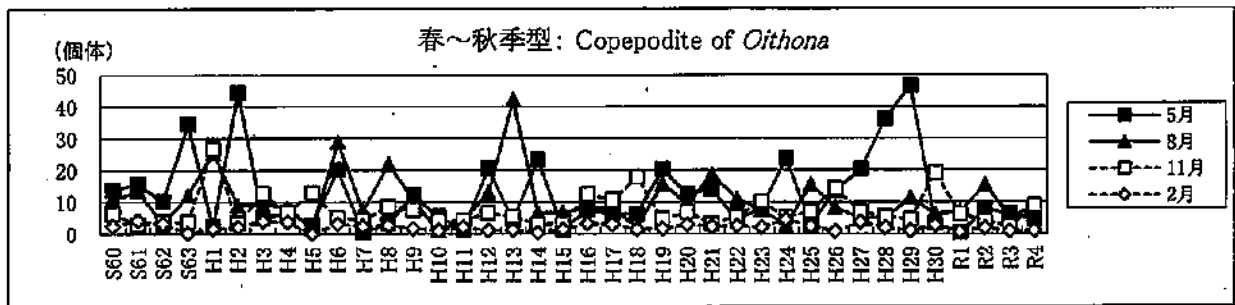 春～秋季型: Copepodite of Oithona
(個体)
50
40
30
20
10
0
S60 S61 S62 S63 H1 H2 H3 H4 H5 H6 H7 H8 H9 H10 H11 H12 H13 H14 H15 H16 H17 H18 H19 H20 H21 H22 H23 H24 H25 H26 H27 H28 H29 H30 R1 R2 R3 R4
5月
8月
11月
2月